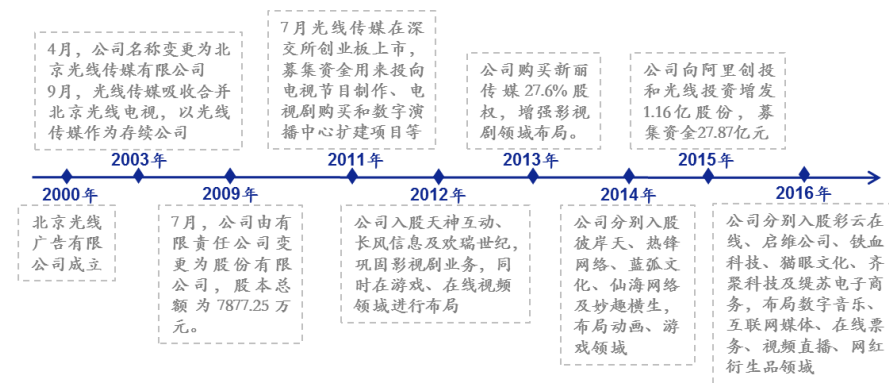 4月，公司名称变更为北
京光线传媒有限公司
9月，光线传媒吸收合并
北京光线电视，以光线
传媒作为存续公司
7月光线传媒在深
交所创业板上市，
募集资金用来投向
电视节目制作、电
视剧购买和数字演
播中心扩建项目等
公司购买新丽
传媒27.6%股
权，增强影视
剧领域布局。
公司向阿里创投
和光线投资增发
1.16亿股份，募
集资金27.87亿元
2003年
2011年
2013年
2015年
2000年
2009年
2012年
2014年
2016年
北京光线
广告有限
公司成立
7月，公司由有
限责任公司变
更为股份有限
公司，股本总
额为7877.25万
元。
公司入股天神互动、
长风信息及欢瑞世纪，
巩固影视剧业务，同
时在游戏、在线视频
领域进行布局
公司分别入股
彼岸天、热锋
网络、蓝弧文
化、仙海网络
及妙趣横生，
布局动画、游
戏领域
公司分别入股彩云在
线、启维公司、铁血
科技、猫眼文化、齐
聚科技及缇苏电子商
务，布局数字音乐、
互联网媒体、在线票
务、视频直播、网红
衍生品领域